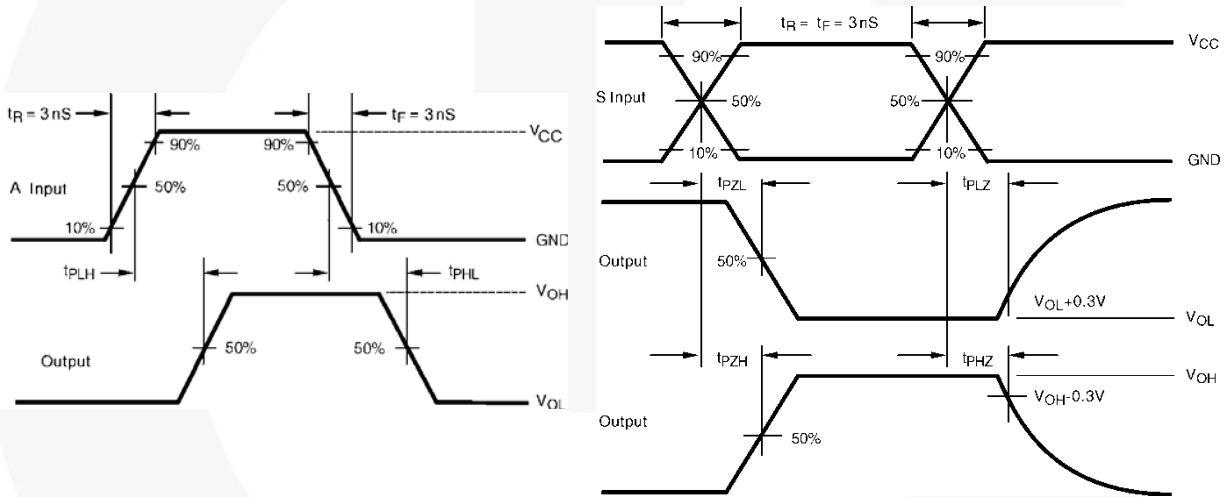 tR = 3 nS
tF = 3 nS
VCC
90%
90%
A Input
50%
50%
10%
10%
GND
tPLH
tPHL
VOH
50%
50%
Output
VOL
tR = tF = 3 nS
VCC
90%
90%
S Input
50%
50%
10%
10%
GND
tPZL
tPLZ
Output
50%
VOL+0.3V
VOL
tPZH
tPHZ
VOH
VOH-0.3V
Output
50%